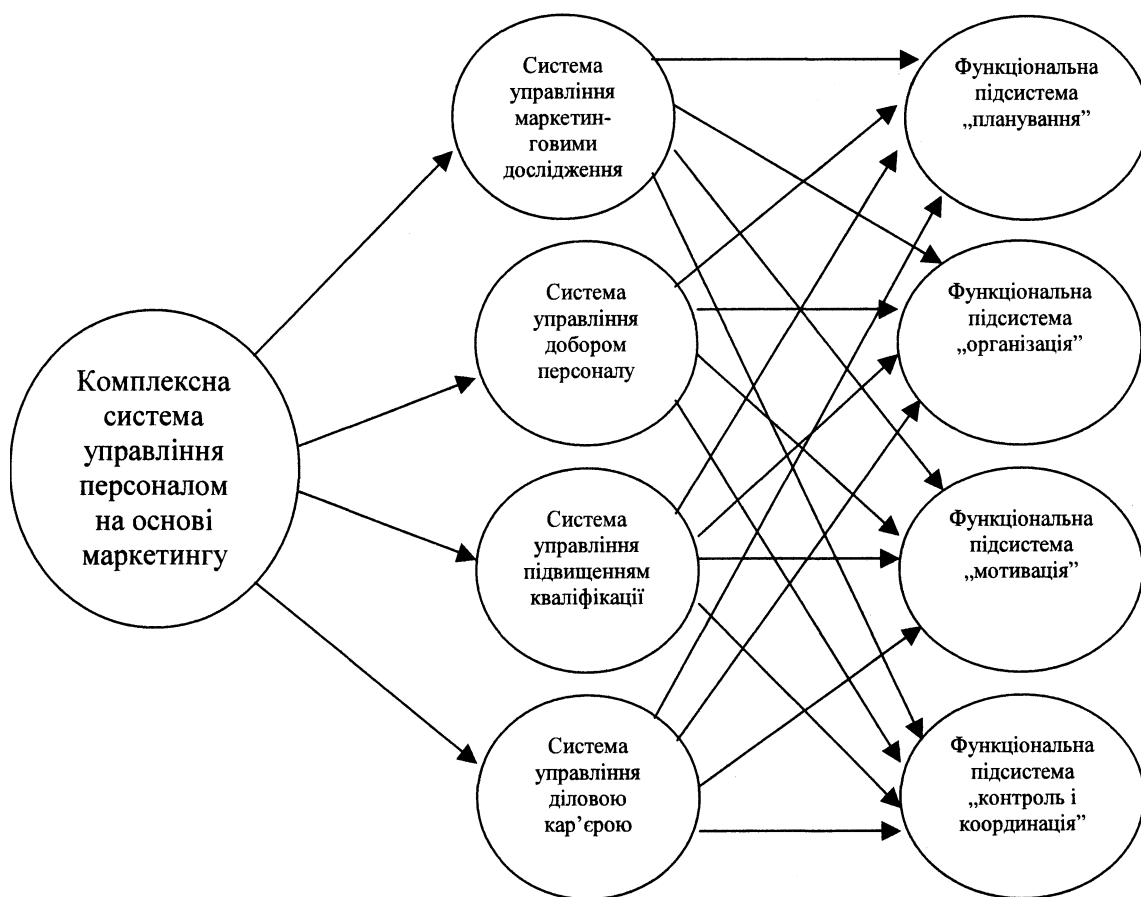 Комплексна
система
управління
персоналом
на основі
маркетингу
Система
управління
маркетин-
говими
дослідження
Система
управління
добором
персоналу
Система
управління
підвищенням
кваліфікації
Система
управління
діловою
кар’єрою
Функціональна
підсистема
„планування”
Функціональна
підсистема
„організація”
Функціональна
підсистема
„мотивація”
Функціональна
підсистема
„контроль і
координація”